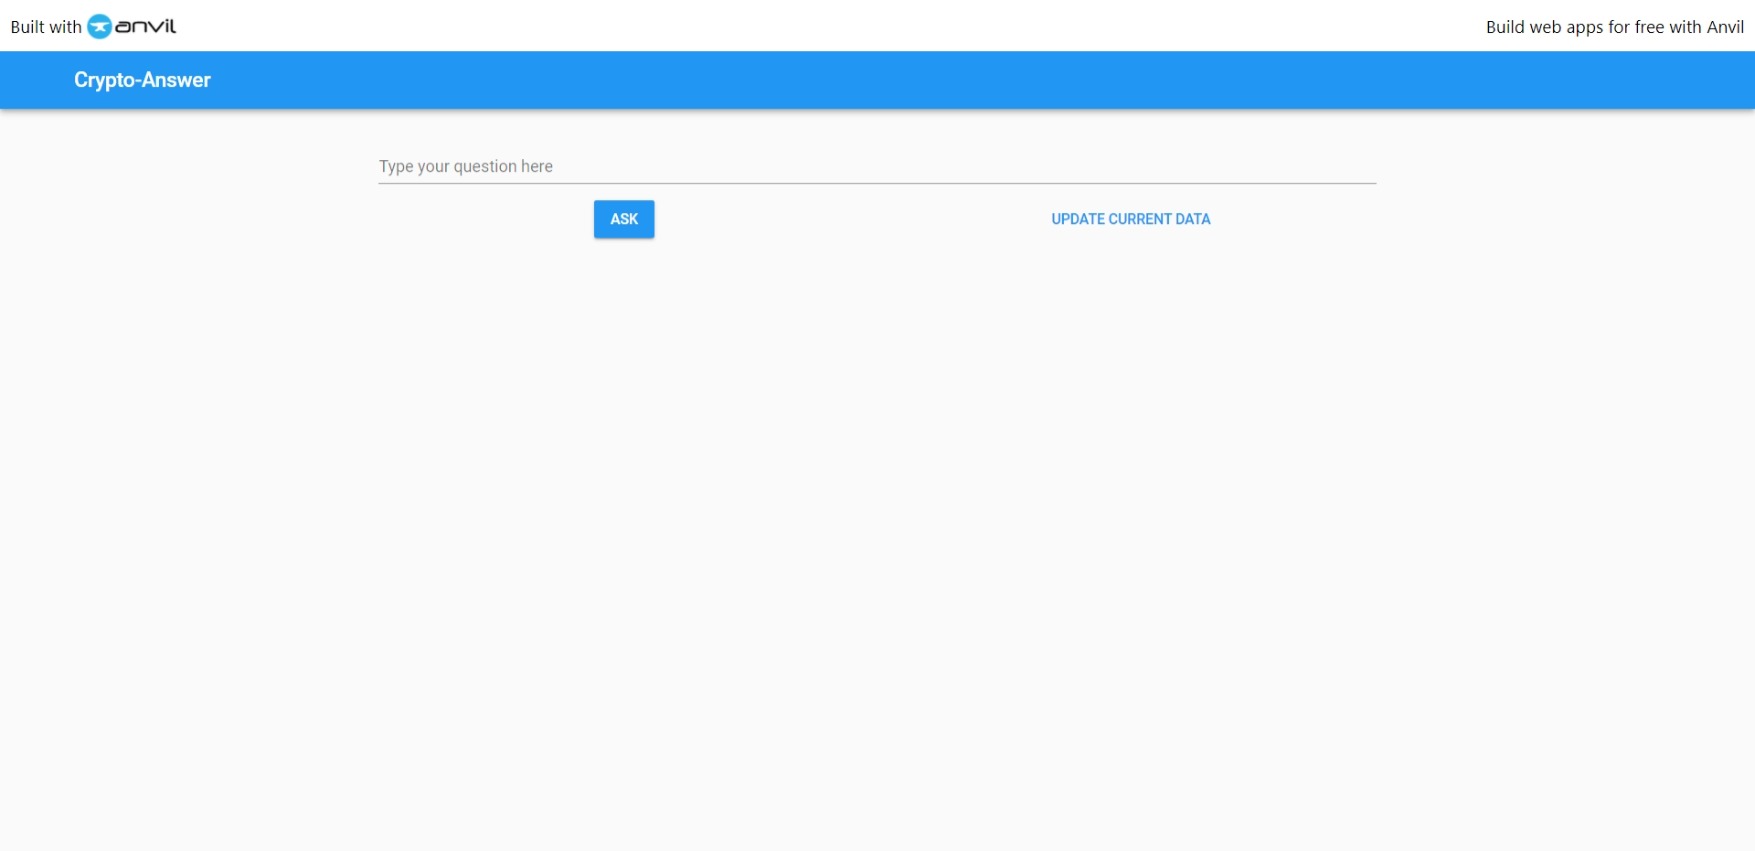 Built with anvil
Build web apps for free with Anvil
Crypto-Answer
Type your question here
ASK
UPDATE CURRENT DATA